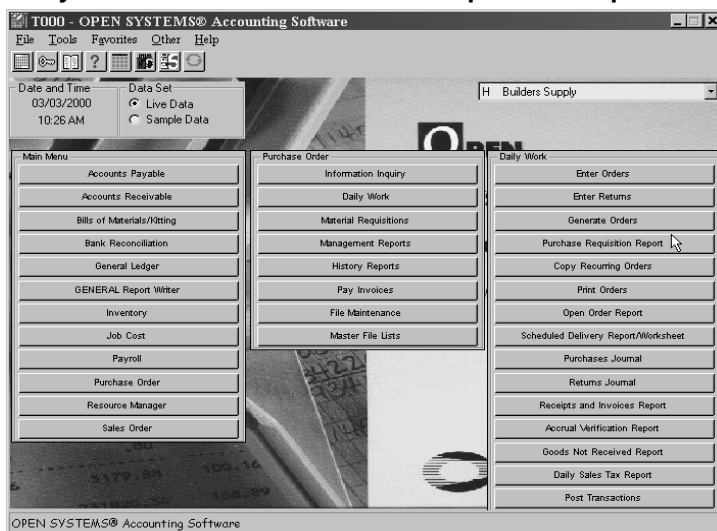 T000 - OPEN SYSTEMS® Accounting Software
File Tools Favorites Other Help
Date and Time
03/03/2000
10:26 AM
Data Set
Live Data
Sample Data
H Builders Supply
OPEN
Main Menu
Accounts Payable
Accounts Receivable
Bills of Materials/Kitting
Bank Reconciliation
General Ledger
GENERAL Report Writer
Inventory
Job Cost
Payroll
Purchase Order
Resource Manager
Sales Order
Purchase Order
Information Inquiry
Daily Work
Material Requisitions
Management Reports
History Reports
Pay Invoices
File Maintenance
Master File Lists
Daily Work
Enter Orders
Enter Returns
Generate Orders
Purchase Requisition Report
Copy Recurring Orders
Print Orders
Open Order Report
Scheduled Delivery Report/Worksheet
Purchases Journal
Returns Journal
Receipts and Invoices Report
Accrual Verification Report
Goods Not Received Report
Daily Sales Tax Report
Post Transactions
100.16
OPEN SYSTEMS® Accounting Software